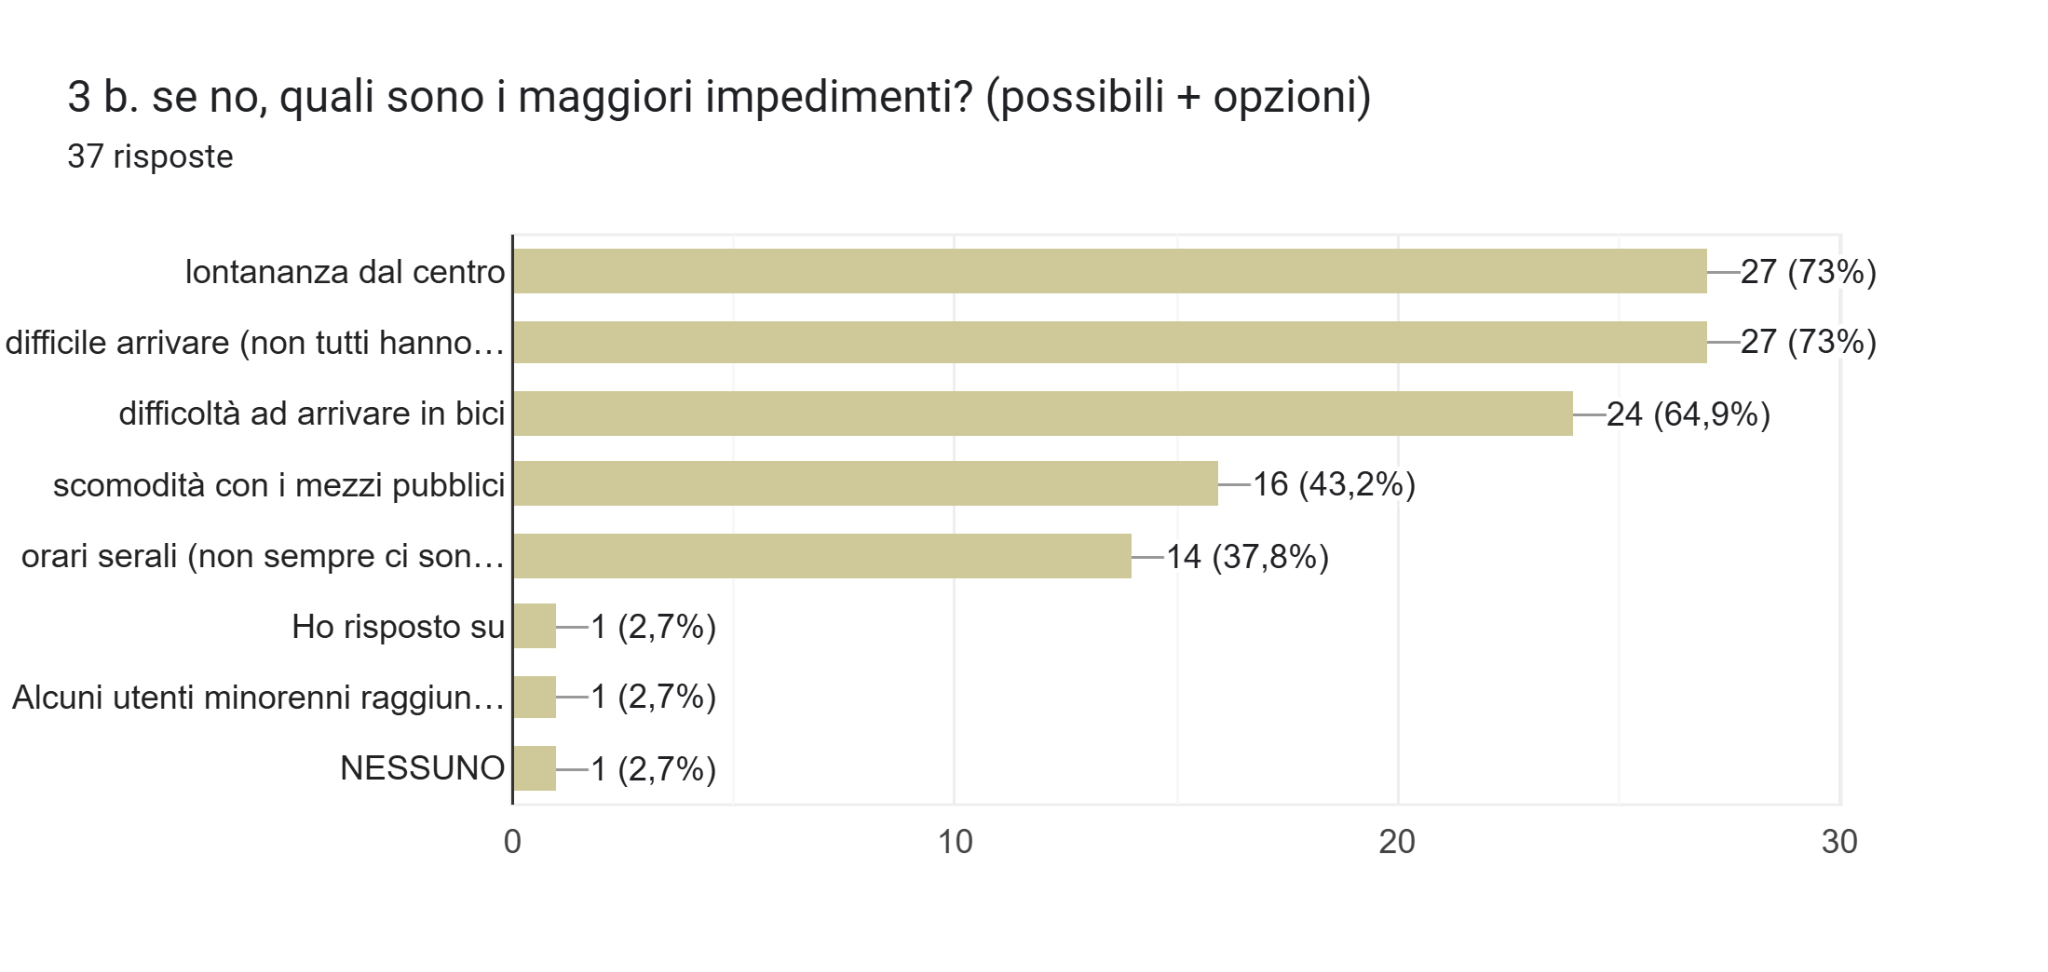 3 b. se no, quali sono i maggiori impedimenti? (possibili + opzioni)
37 risposte
lontananza dal centro 27 (73%)
difficile arrivare (non tutti hanno… 27 (73%)
difficoltà ad arrivare in bici 24 (64,9%)
scomodità con i mezzi pubblici 16 (43,2%)
orari serali (non sempre ci son… 14 (37,8%)
Ho risposto su 1 (2,7%)
Alcuni utenti minorenni raggiun… 1 (2,7%)
NESSUNO 1 (2,7%)
0 10 20 30